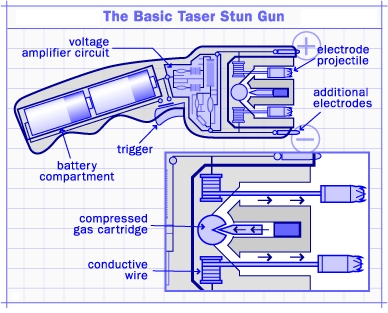 The Basic Taser Stun Gun
voltage
amplifier circuit
+
electrode
projectile
additional
electrodes
−
trigger
battery
compartment
compressed
gas cartridge
conductive
wire